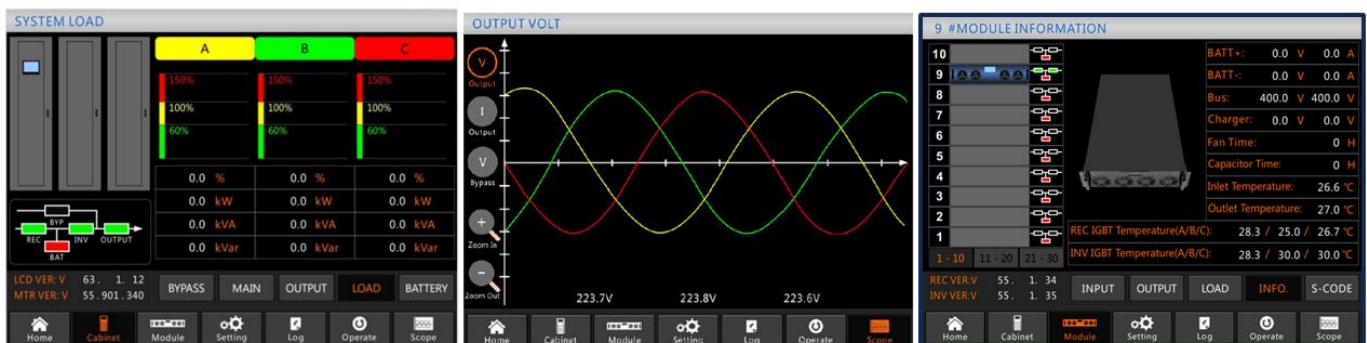 SYSTEM LOAD
A B C
150% 150% 150%
100% 100% 100%
60% 60% 60%
0.0 % 0.0 % 0.0 %
0.0 kW 0.0 kW 0.0 kW
0.0 kVA 0.0 kVA 0.0 kVA
0.0 kVar 0.0 kVar 0.0 kVar
BYP
REC INV OUTPUT
BAT
LCD VER: V 63. 1. 12
MTR VER: V 55.901.340
BYPASS MAIN OUTPUT LOAD BATTERY
Home Cabinet Module Setting Log Operate Scope
OUTPUT VOLT
V
Output
I
Output
V
Bypass
+
Zoom In
-
Zoom Out
223.7V 223.8V 223.6V
Home Cabinet Module Setting Log Operate Scope
9 #MODULE INFORMATION
10
9
8
7
6
5
4
3
2
1
1 - 10 11 - 20 21 - 30
BATT+: 0.0 V 0.0 A
BATT-: 0.0 V 0.0 A
Bus: 400.0 V 400.0 V
Charger: 0.0 V 0.0 V
Fan Time: 0 H
Capacitor Time: 0 H
Inlet Temperature: 26.6 ℃
Outlet Temperature: 27.0 ℃
REC IGBT Temperature(A/B/C): 28.3 / 25.0 / 26.7 ℃
INV IGBT Temperature(A/B/C): 28.3 / 30.0 / 30.0 ℃
REC VER:V 55. 1. 34
INV VER:V 55. 1. 35
INPUT OUTPUT LOAD INFO. S-CODE
Home Cabinet Module Setting Log Operate Scope